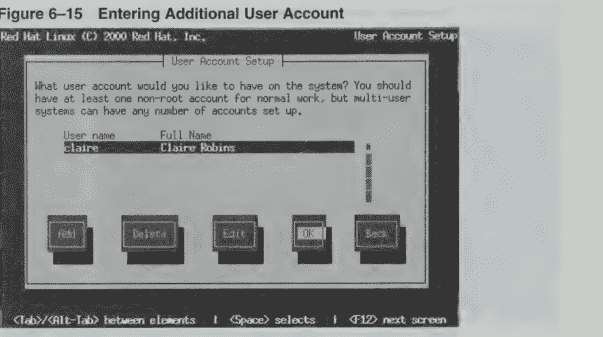 Figure 6–15 Entering Additional User Account
Red Hat Linux (C) 2000 Red Hat, Inc. User Account Setup
User Account Setup
What user account would you like to have on the system? You should
have at least one non-root account for normal work, but multi-user
systems can have any number of accounts set up.
User name Full Name
claire Claire Robins
Add Delete Edit OK Back
<Tab>/<Alt-Tab> between elements | <Space> selects | <F12> next screen